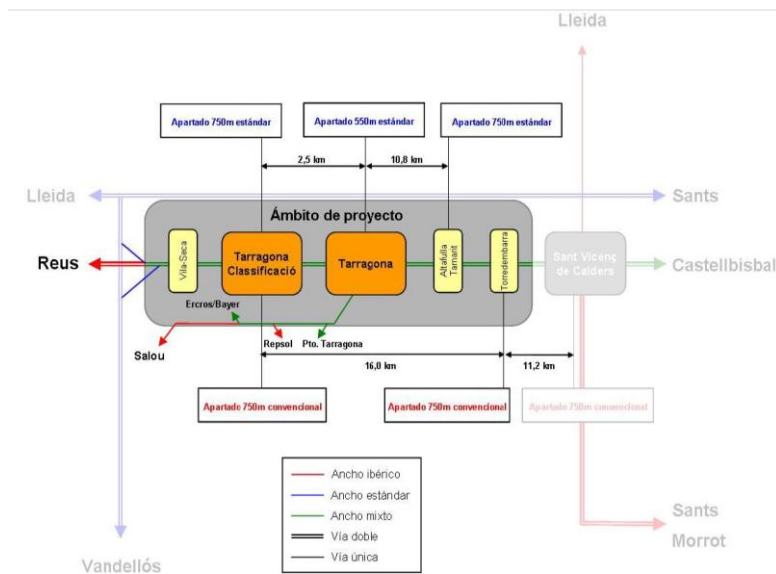 Lleida
Apartado 750m estándar
Apartado 550m estándar
Apartado 750m estándar
2,5 km
10,8 km
Lleida
Sants
Ámbito de proyecto
Reus
Vila-Seca
Tarragona
Classificació
Tarragona
Altafulla
Tamarit
Torredembarra
Sant Vicenç
de Calders
Castellbisbal
Ercros/Bayer
Salou
Repsol
Pto. Tarragona
16,0 km
11,2 km
Apartado 750m convencional
Apartado 750m convencional
Apartado 750m convencional
Ancho ibérico
Ancho estándar
Ancho mixto
Vía doble
Vía única
Sants
Morrot
Vandellós